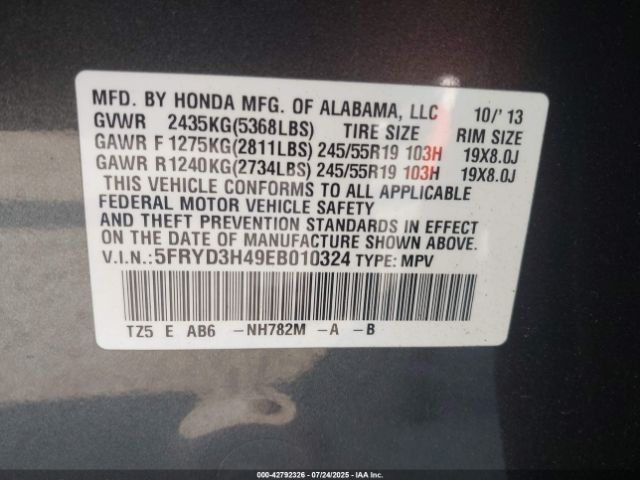 MFD. BY HONDA MFG. OF ALABAMA, LLC 10/'13
GVWR 2435KG(5368LBS) TIRE SIZE RIM SIZE
GAWR F 1275KG(2811LBS) 245/55R19 103H 19X8.0J
GAWR R1240KG(2734LBS) 245/55R19 103H 19X8.0J
THIS VEHICLE CONFORMS TO ALL APPLICABLE
FEDERAL MOTOR VEHICLE SAFETY
AND THEFT PREVENTION STANDARDS IN EFFECT
ON THE DATE OF MANUFACTURE SHOWN ABOVE.
V.I.N.:5FRYD3H49EB010324 TYPE: MPV
TZ5 E AB6 -NH782M -A -B
000-42792326 - 07/24/2025 - IAA Inc.